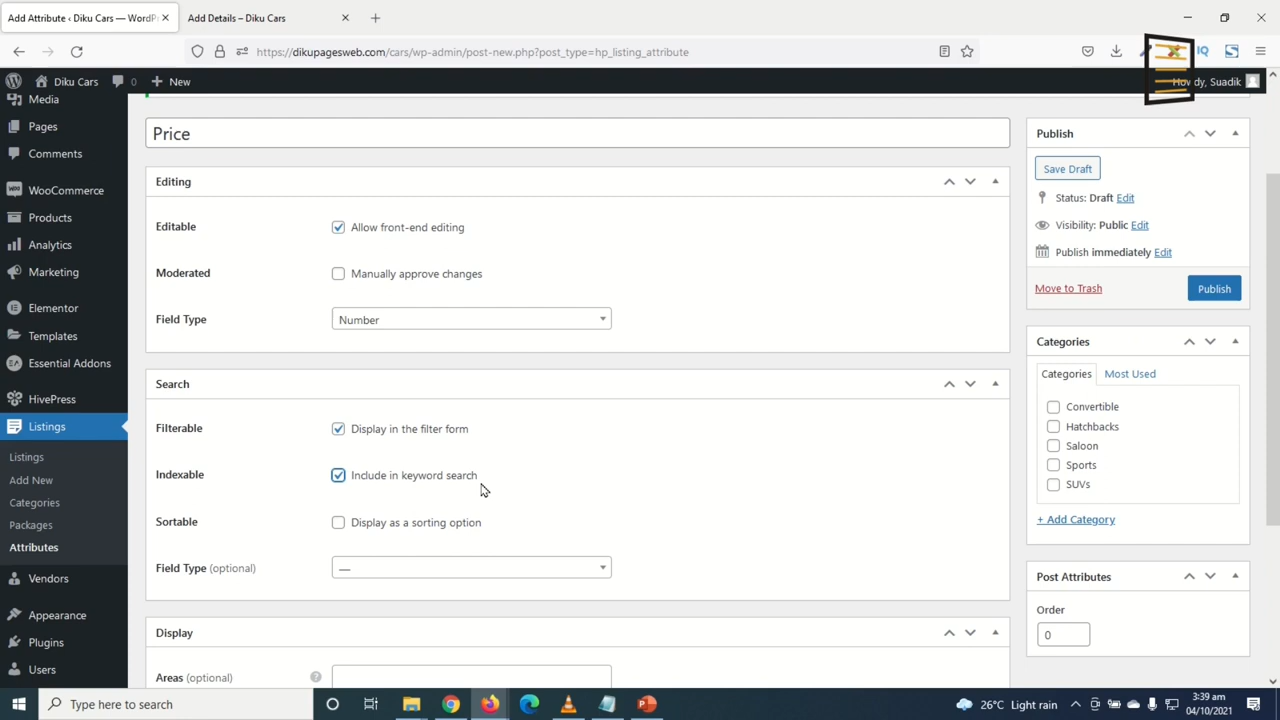 Add Attribute ‹ Diku Cars — WordPr
Add Details – Diku Cars
https://dikupagesweb.com/cars/wp-admin/post-new.php?post_type=hp_listing_attribute
IQ
Diku Cars
0
New
dy, Suadik
Media
Pages
Comments
WooCommerce
Products
Analytics
Marketing
Elementor
Templates
EA
Essential Addons
HivePress
Listings
Listings
Add New
Categories
Packages
Attributes
Vendors
Appearance
Plugins
Users
Price
Editing
Editable
Allow front-end editing
Moderated
Manually approve changes
Field Type
Number
Search
Filterable
Display in the filter form
Indexable
Include in keyword search
Sortable
Display as a sorting option
Field Type (optional)
—
Display
Areas (optional)
?
Publish
Save Draft
Status: Draft Edit
Visibility: Public Edit
Publish immediately Edit
Move to Trash
Publish
Categories
Categories
Most Used
Convertible
Hatchbacks
Saloon
Sports
SUVs
+ Add Category
Post Attributes
Order
0
Type here to search
26°C Light rain
3:39 am
04/10/2021